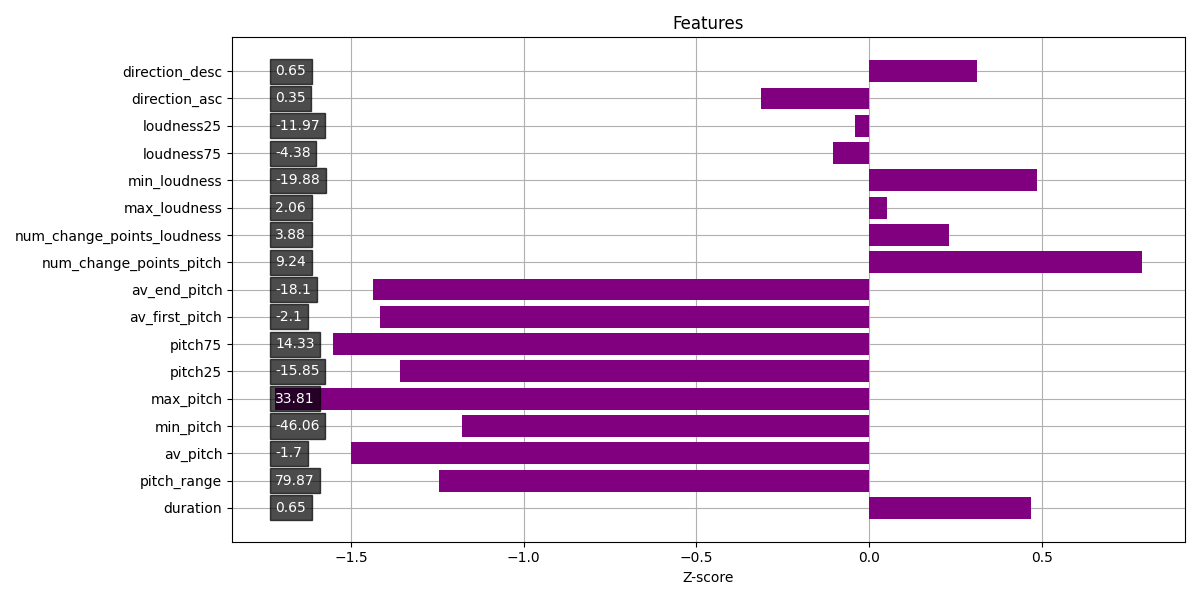 Features
direction_desc 0.65
direction_asc 0.35
loudness25 -11.97
loudness75 -4.38
min_loudness -19.88
max_loudness 2.06
num_change_points_loudness 3.88
num_change_points_pitch 9.24
av_end_pitch -18.1
av_first_pitch -2.1
pitch75 14.33
pitch25 -15.85
max_pitch 33.81
min_pitch -46.06
av_pitch -1.7
pitch_range 79.87
duration 0.65
−1.5 −1.0 −0.5 0.0 0.5
Z-score